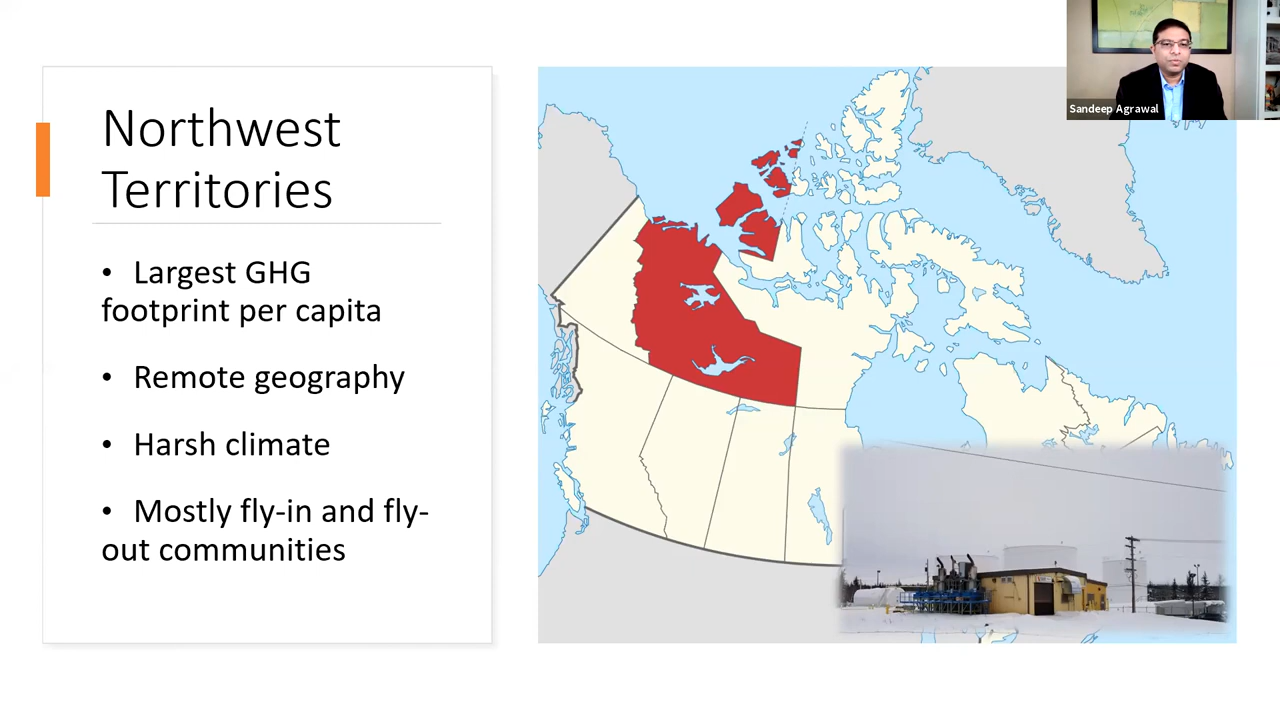 Northwest
Territories
• Largest GHG
footprint per capita
• Remote geography
• Harsh climate
• Mostly fly-in and fly-
out communities
Sandeep Agrawal